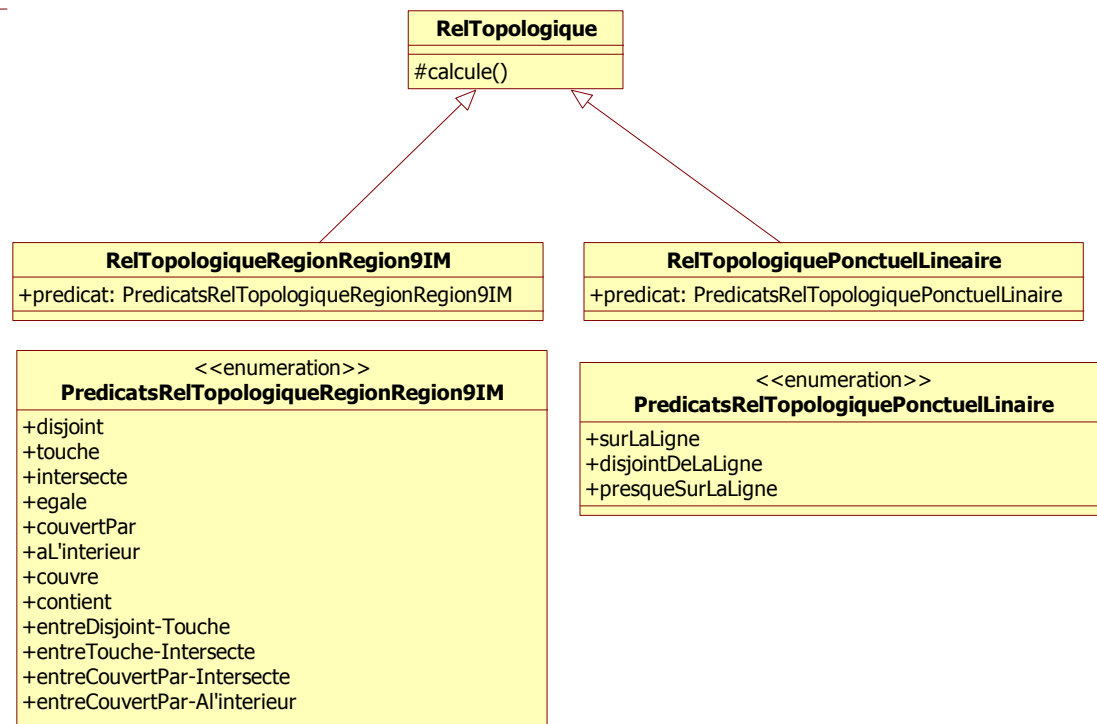 RelTopologique
#calcule()
RelTopologiqueRegionRegion9IM
+predicat: PredicatsRelTopologiqueRegionRegion9IM
RelTopologiquePonctuelLineaire
+predicat: PredicatsRelTopologiquePonctuelLinaire
<<enumeration>>
PredicatsRelTopologiqueRegionRegion9IM
+disjoint
+touche
+intersecte
+egale
+couvertPar
+aL'interieur
+couvre
+contient
+entreDisjoint-Touche
+entreTouche-Intersecte
+entreCouvertPar-Intersecte
+entreCouvertPar-Al'interieur
<<enumeration>>
PredicatsRelTopologiquePonctuelLinaire
+surLaLigne
+disjointDeLaLigne
+presqueSurLaLigne